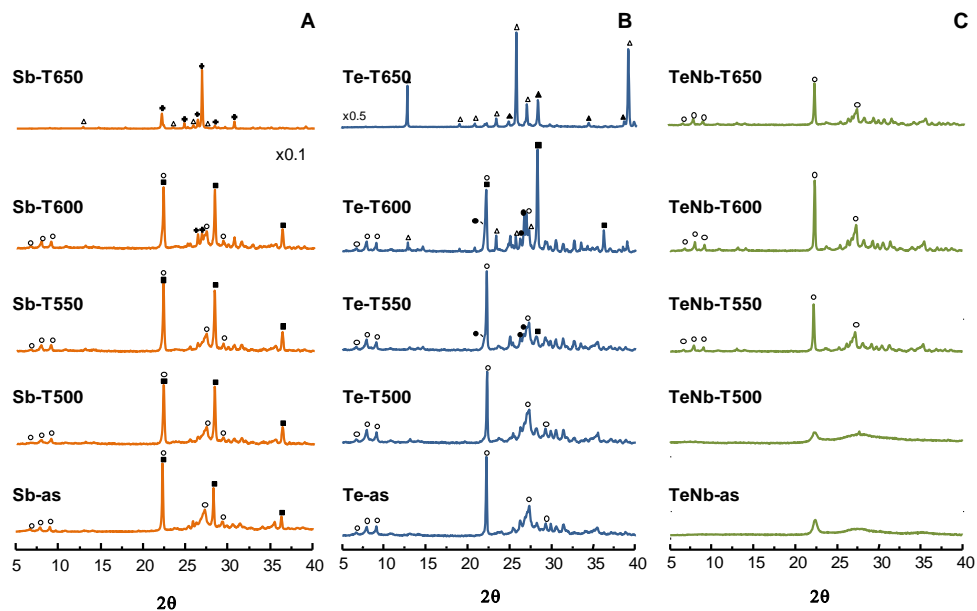 A
Sb-T650
x0.1
Sb-T600
Sb-T550
Sb-T500
Sb-as
5 10 15 20 25 30 35 40
2θ
B
Te-T650
x0.5
Te-T600
Te-T550
Te-T500
Te-as
5 10 15 20 25 30 35 40
2θ
C
TeNb-T650
TeNb-T600
TeNb-T550
TeNb-T500
TeNb-as
5 10 15 20 25 30 35 40
2θ